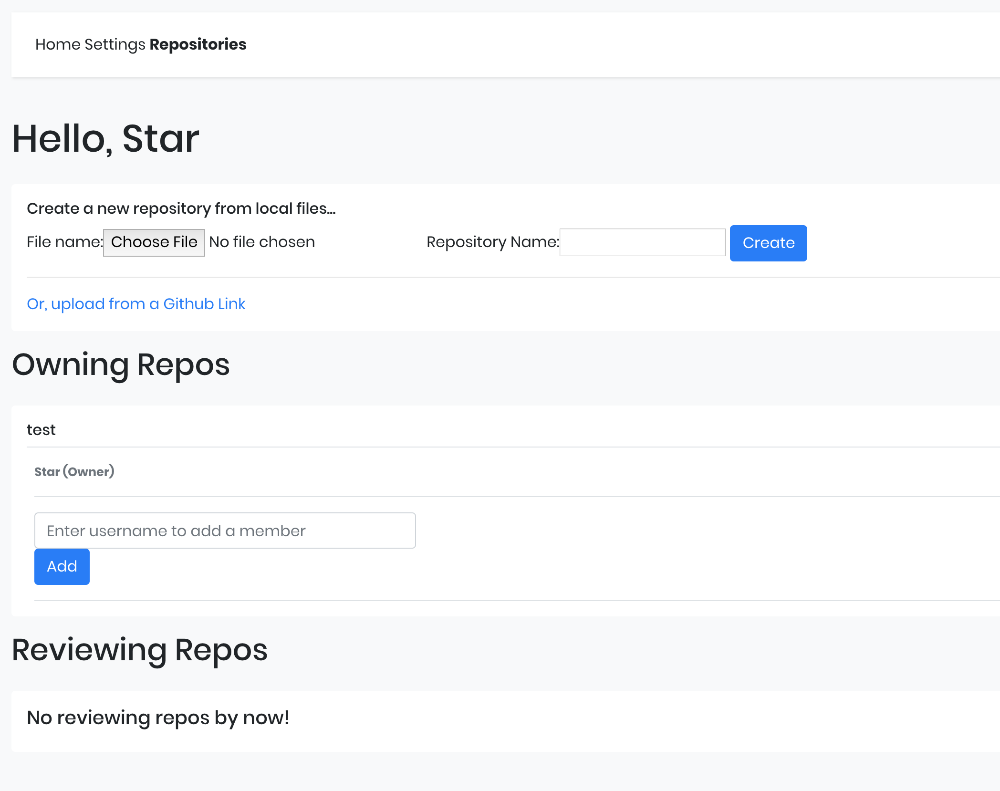 Home Settings Repositories
Hello, Star
Create a new repository from local files...
File name: Choose File No file chosen Repository Name: Create
Or, upload from a Github Link
Owning Repos
test
Star (Owner)
Enter username to add a member
Add
Reviewing Repos
No reviewing repos by now!